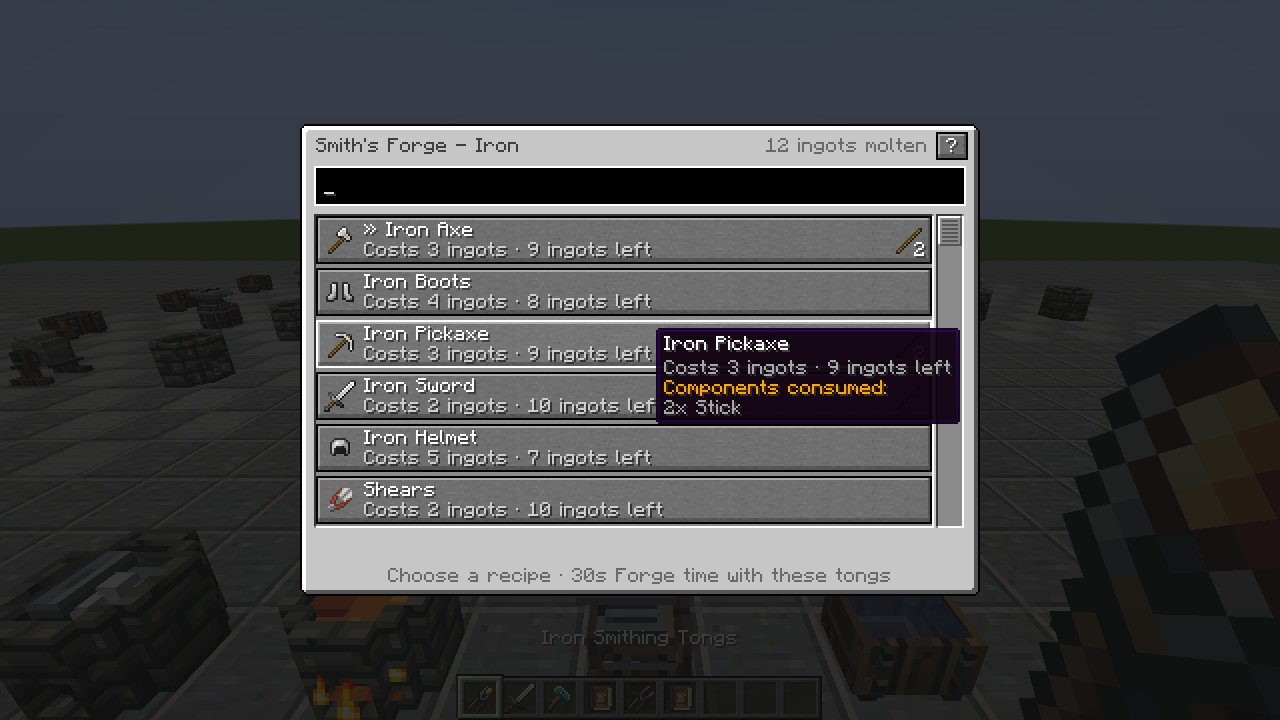 Smith's Forge - Iron
12 ingots molten
?
_
» Iron Axe
Costs 3 ingots · 9 ingots left
2
Iron Boots
Costs 4 ingots · 8 ingots left
Iron Pickaxe
Costs 3 ingots · 9 ingots left
Iron Pickaxe
Costs 3 ingots · 9 ingots left
Components consumed:
2x Stick
Iron Sword
Costs 2 ingots · 10 ingots lef
Iron Helmet
Costs 5 ingots · 7 ingots left
Shears
Costs 2 ingots · 10 ingots left
Choose a recipe · 30s Forge time with these tongs
Iron Smithing Tongs